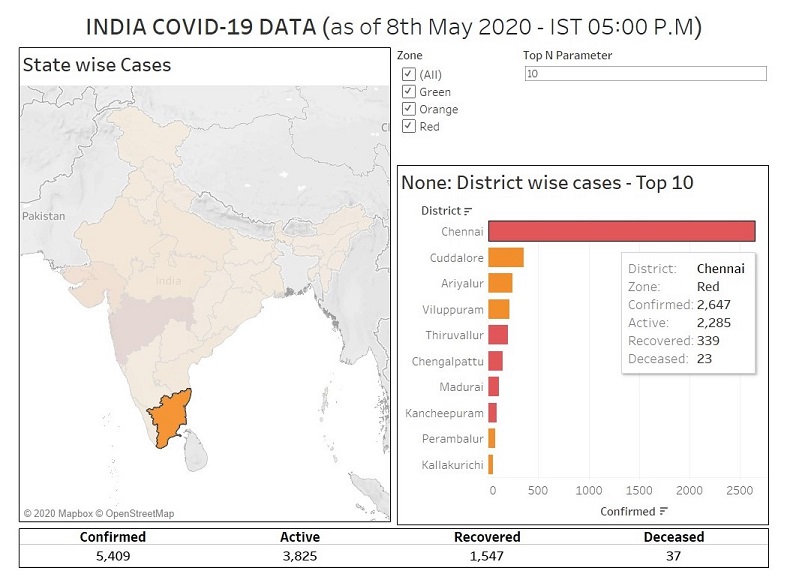 INDIA COVID-19 DATA (as of 8th May 2020 - IST 05:00 P.M)
State wise Cases
Pakistan
India
© 2020 Mapbox © OpenStreetMap
Zone
(All)
Green
Orange
Red
Top N Parameter
10
None: District wise cases - Top 10
District
Chennai
Cuddalore
Ariyalur
Viluppuram
Thiruvallur
Chengalpattu
Madurai
Kancheepuram
Perambalur
Kallakurichi
District: Chennai
Zone: Red
Confirmed: 2,647
Active: 2,285
Recovered: 339
Deceased: 23
0 500 1000 1500 2000 2500
Confirmed
Confirmed Active Recovered Deceased
5,409 3,825 1,547 37